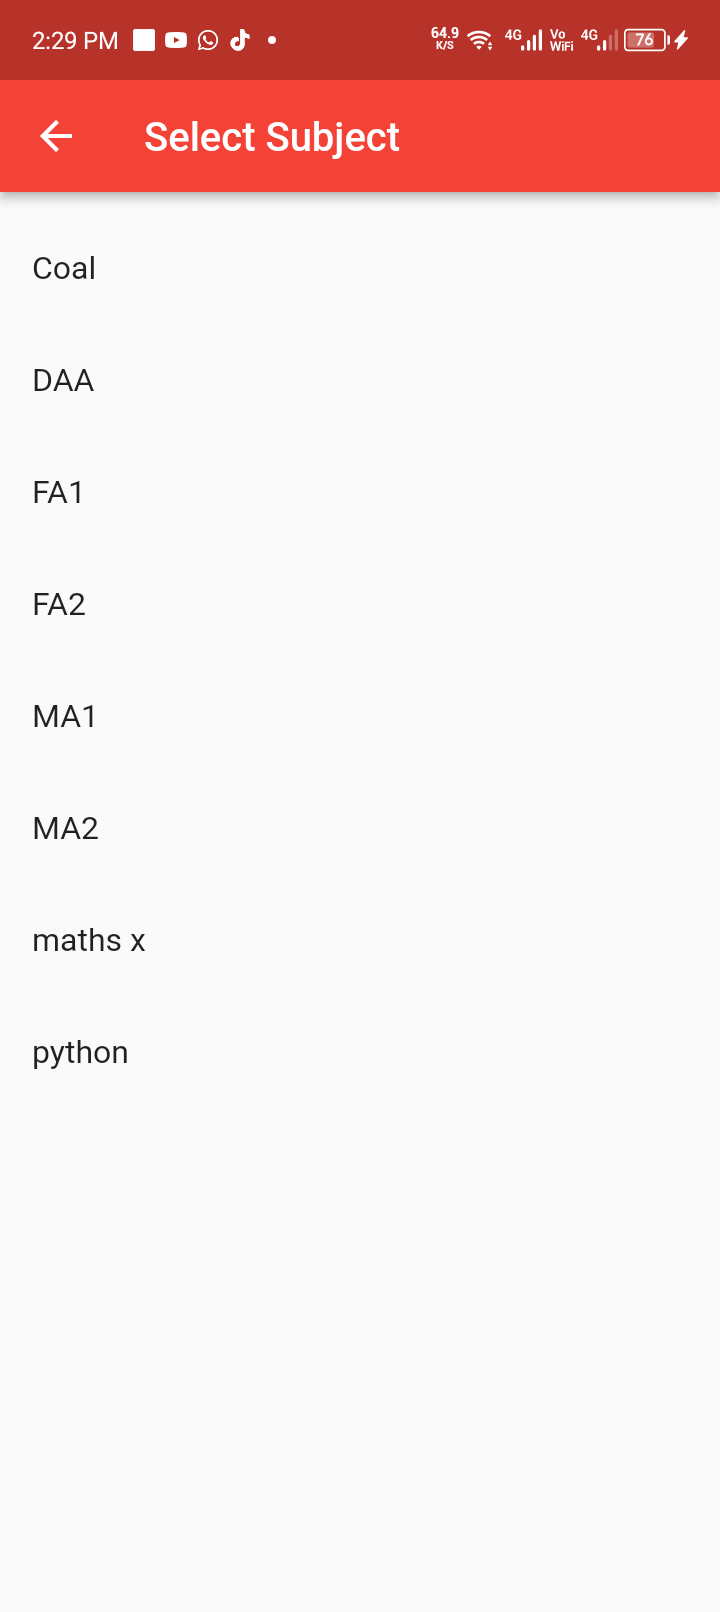 2:29 PM 64.9 K/S 4G Vo WiFi 4G 76
Select Subject
Coal
DAA
FA1
FA2
MA1
MA2
maths x
python